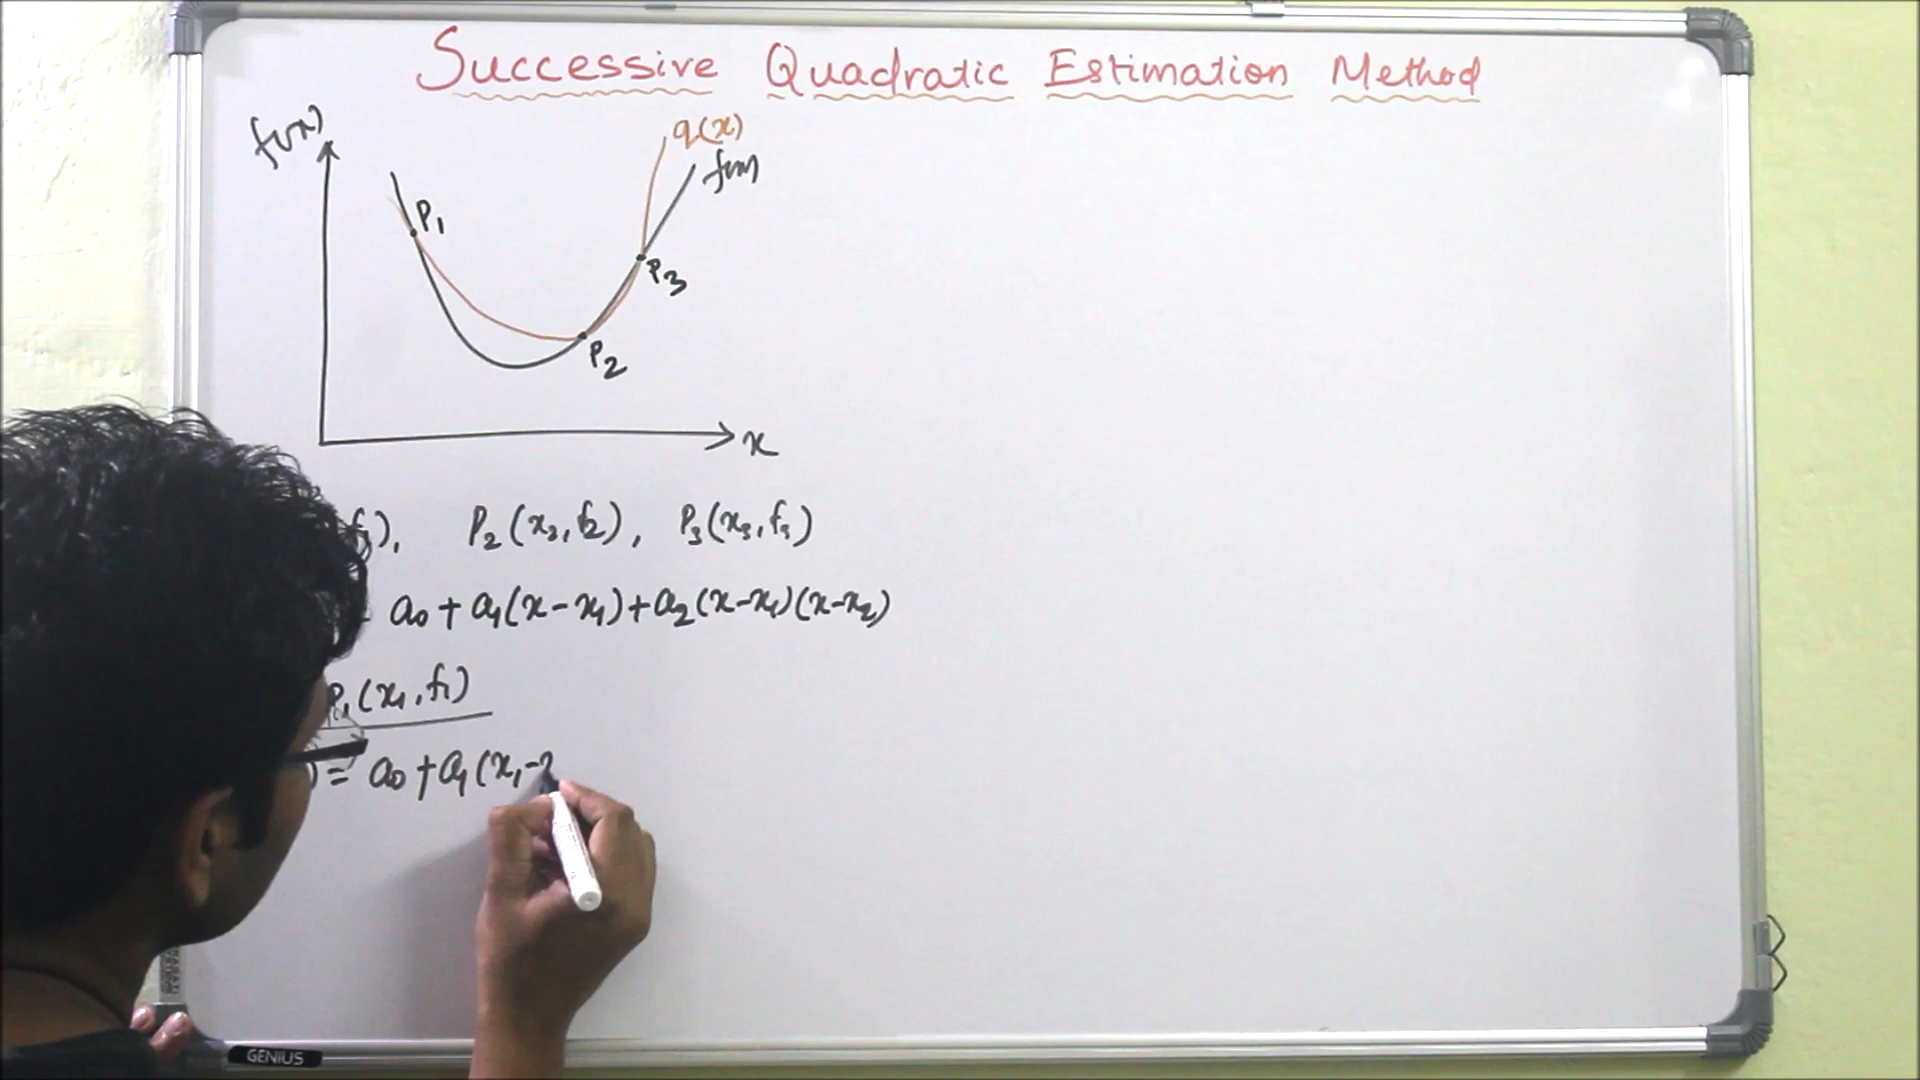 Successive Quadratic Estimation Method
f(x)
q(x)
f(x)
P₁
P₃
P₂
x
f₁), P₂(x₂,f₂), P₃(x₃,f₃)
a₀+a₁(x-x₁)+a₂(x-x₁)(x-x₂)
P₁(x₁,f₁)
)= a₀+a₁(x₁-
GENIUS